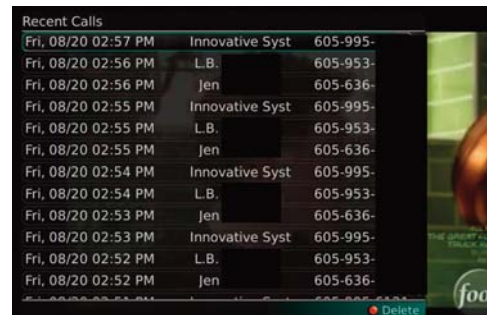 Recent Calls
Fri, 08/20 02:57 PM Innovative Syst 605-995-
Fri, 08/20 02:56 PM L.B. 605-953-
Fri, 08/20 02:56 PM Jen 605-636-
Fri, 08/20 02:55 PM Innovative Syst 605-995-
Fri, 08/20 02:55 PM L.B. 605-953-
Fri, 08/20 02:55 PM Jen 605-636-
Fri, 08/20 02:54 PM Innovative Syst 605-995-
Fri, 08/20 02:54 PM L.B. 605-953-
Fri, 08/20 02:53 PM Jen 605-636-
Fri, 08/20 02:53 PM Innovative Syst 605-995-
Fri, 08/20 02:52 PM L.B. 605-953-
Fri, 08/20 02:52 PM Jen 605-636-
THE GREAT
TRUCK
foo
Delete